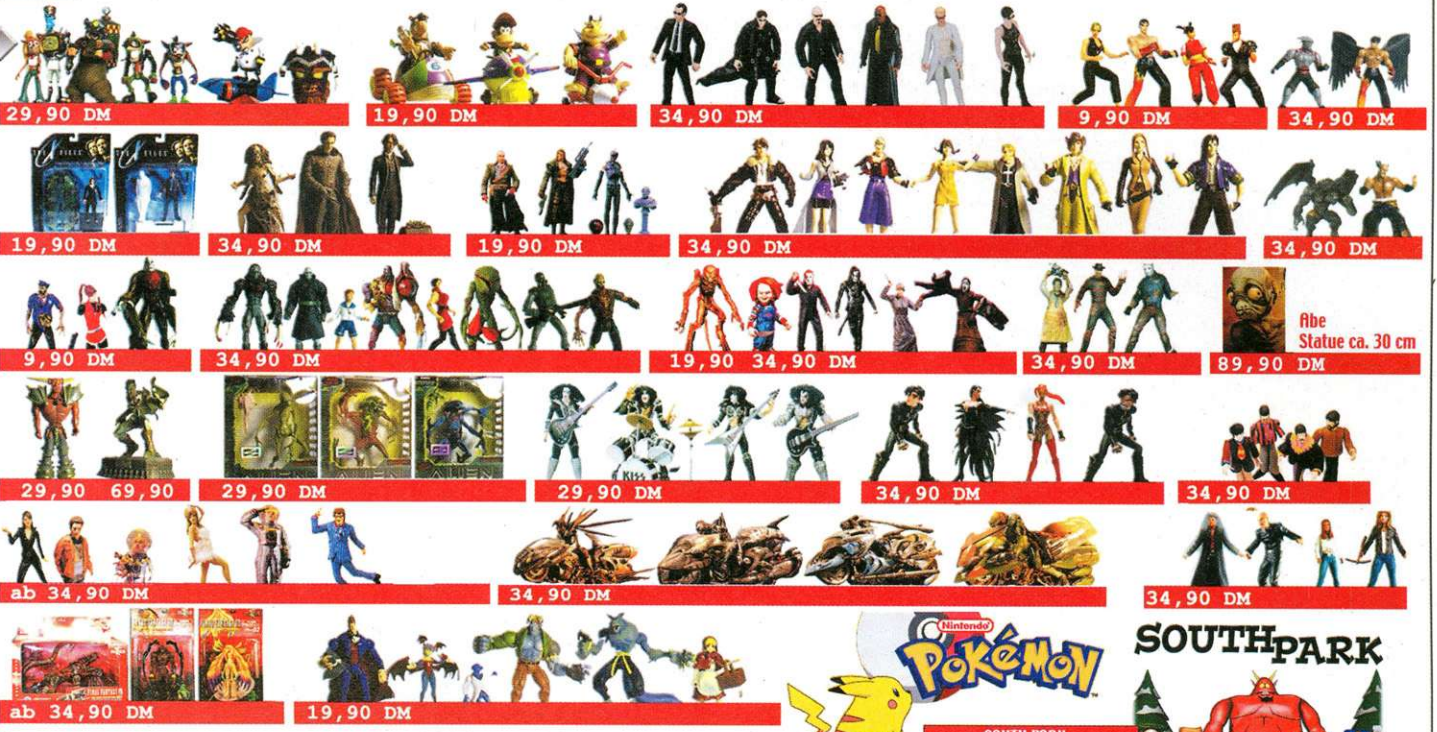 29,90 DM
19,90 DM
34,90 DM
9,90 DM
34,90 DM
THE X FILES
19,90 DM
34,90 DM
19,90 DM
34,90 DM
34,90 DM
9,90 DM
34,90 DM
19,90 34,90 DM
34,90 DM
Abe
Statue ca. 30 cm
89,90 DM
29,90 69,90
ALIEN
KISS
29,90 DM
29,90 DM
34,90 DM
34,90 DM
ab 34,90 DM
34,90 DM
34,90 DM
ab 34,90 DM
19,90 DM
Nintendo
POKéMON
SOUTH PARK